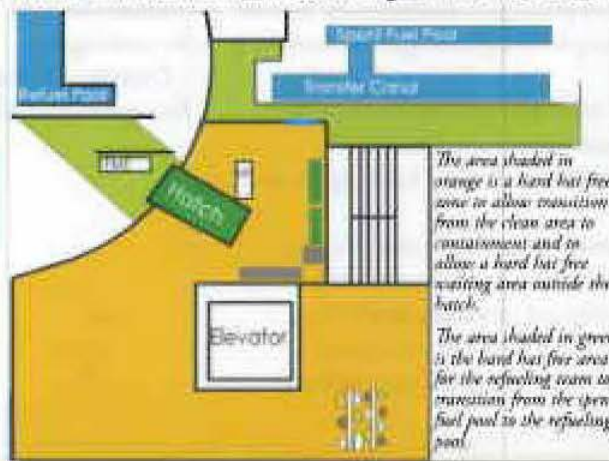 Spent Fuel Pool
Transfer Canal
Refuel Pool
Hatch
Elevator
The area shaded in
orange is a hard hat free
zone to allow transition
from the clean area to
containment and to
allow a hard hat free
waiting area outside the
hatch.
The area shaded in green
is the hard hat free area
for the refueling team to
transition from the spent
fuel pool to the refueling
pool.